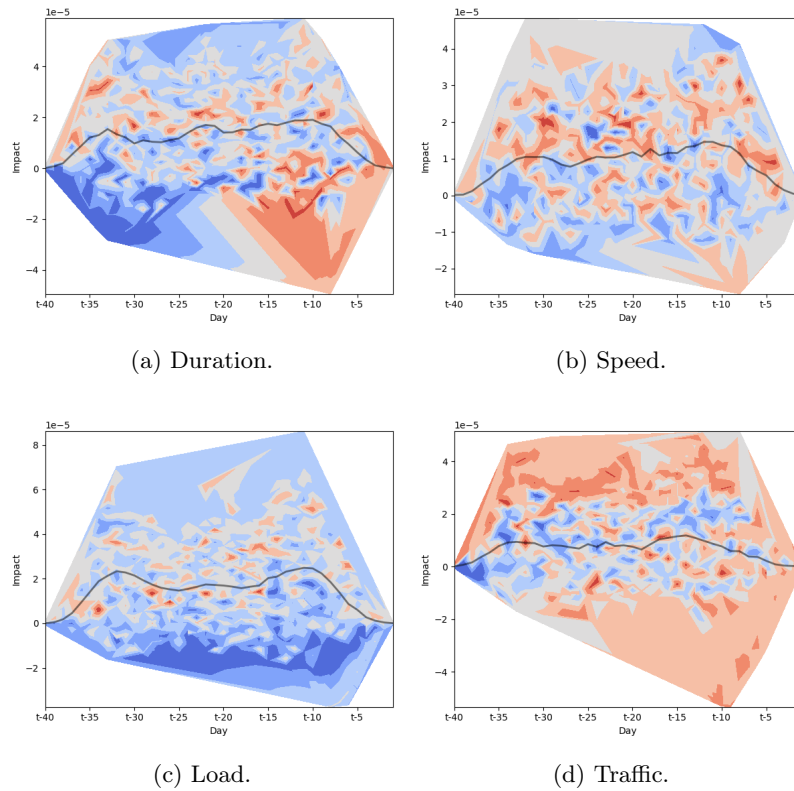 1e−5
4
2
0
−2
−4
Impact
t-40 t-35 t-30 t-25 t-20 t-15 t-10 t-5
Day
(a) Duration.
1e−5
4
3
2
1
0
−1
−2
Impact
t-40 t-35 t-30 t-25 t-20 t-15 t-10 t-5
Day
(b) Speed.
1e−5
8
6
4
2
0
−2
Impact
t-40 t-35 t-30 t-25 t-20 t-15 t-10 t-5
Day
(c) Load.
1e−5
4
2
0
−2
−4
Impact
t-40 t-35 t-30 t-25 t-20 t-15 t-10 t-5
Day
(d) Traffic.